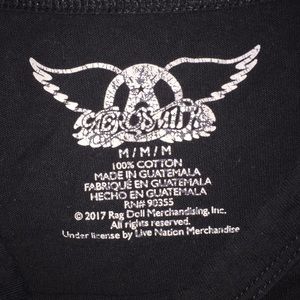 AEROSMITH
M / M / M
100% COTTON
MADE IN GUATEMALA
FABRIQUÉ EN GUATEMALA
HECHO EN GUATEMALA
RN# 90355
© 2017 Rag Doll Merchandising, Inc.
All rights reserved.
Under license by Live Nation Merchandise